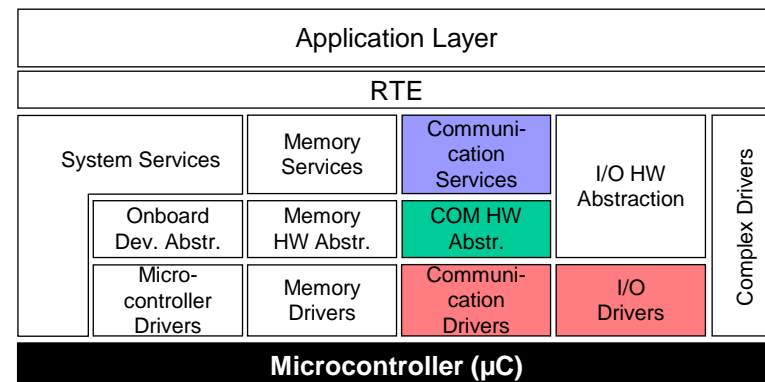 Application Layer
RTE
System Services
Memory
Services
Communi-
cation
Services
I/O HW
Abstraction
Complex Drivers
Onboard
Dev. Abstr.
Memory
HW Abstr.
COM HW
Abstr.
Micro-
controller
Drivers
Memory
Drivers
Communi-
cation
Drivers
I/O
Drivers
Microcontroller (µC)